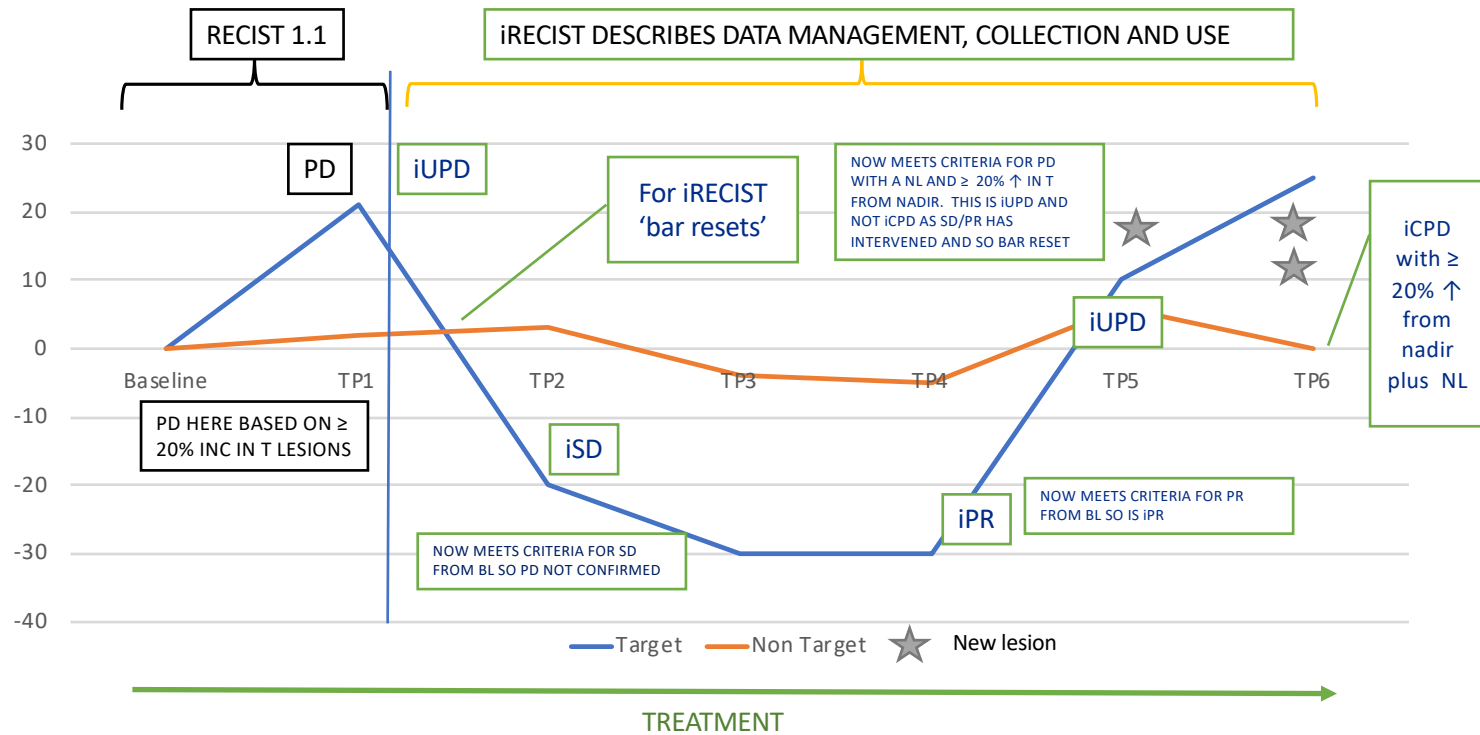 RECIST 1.1
iRECIST DESCRIBES DATA MANAGEMENT, COLLECTION AND USE
30
20
10
0
-10
-20
-30
-40
PD
iUPD
For iRECIST
‘bar resets’
NOW MEETS CRITERIA FOR PD
WITH A NL AND ≥ 20% ↑ IN T
FROM NADIR. THIS IS iUPD AND
NOT iCPD AS SD/PR HAS
INTERVENED AND SO BAR RESET
iCPD
with ≥
20% ↑
from
nadir
plus NL
iUPD
Baseline
TP1
TP2
TP3
TP4
TP5
TP6
PD HERE BASED ON ≥
20% INC IN T LESIONS
iSD
NOW MEETS CRITERIA FOR SD
FROM BL SO PD NOT CONFIRMED
iPR
NOW MEETS CRITERIA FOR PR
FROM BL SO IS iPR
Target
Non Target
New lesion
TREATMENT